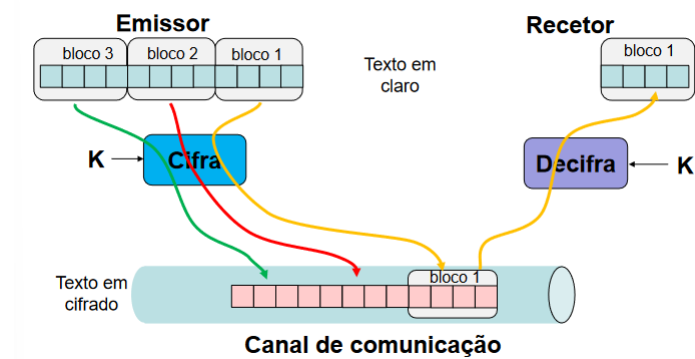 Emissor
Recetor
bloco 3
bloco 2
bloco 1
bloco 1
Texto em
claro
K
Cifra
Decifra
K
bloco 1
Texto em
cifrado
Canal de comunicação